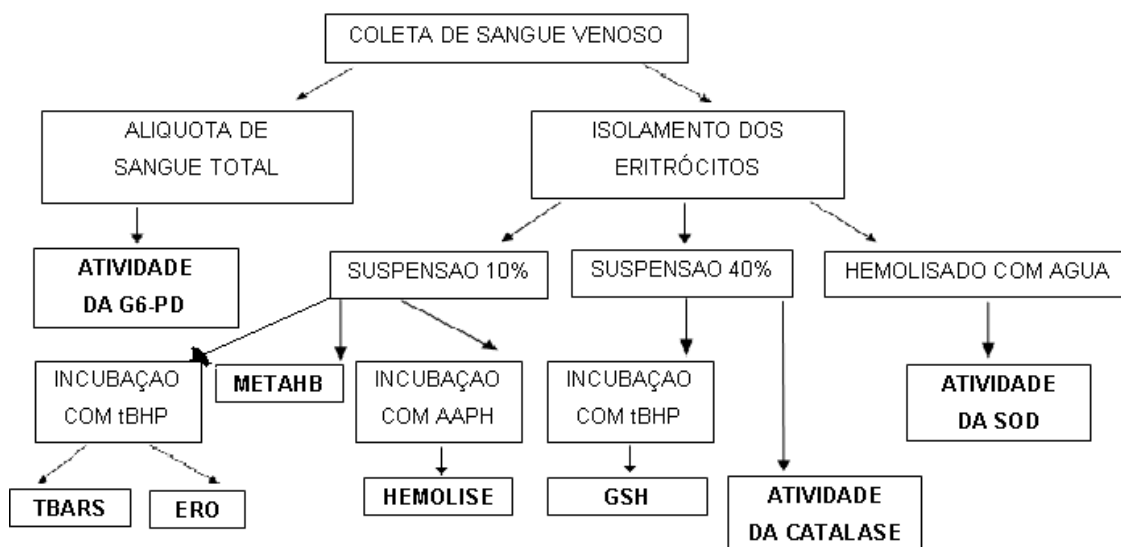 COLETA DE SANGUE VENOSO
ALIQUOTA DE
SANGUE TOTAL
ISOLAMENTO DOS
ERITRÓCITOS
ATIVIDADE
DA G6-PD
SUSPENSAO 10%
SUSPENSAO 40%
HEMOLISADO COM AGUA
INCUBAÇAO
COM tBHP
METAHB
INCUBAÇAO
COM AAPH
INCUBAÇAO
COM tBHP
ATIVIDADE
DA SOD
TBARS
ERO
HEMOLISE
GSH
ATIVIDADE
DA CATALASE